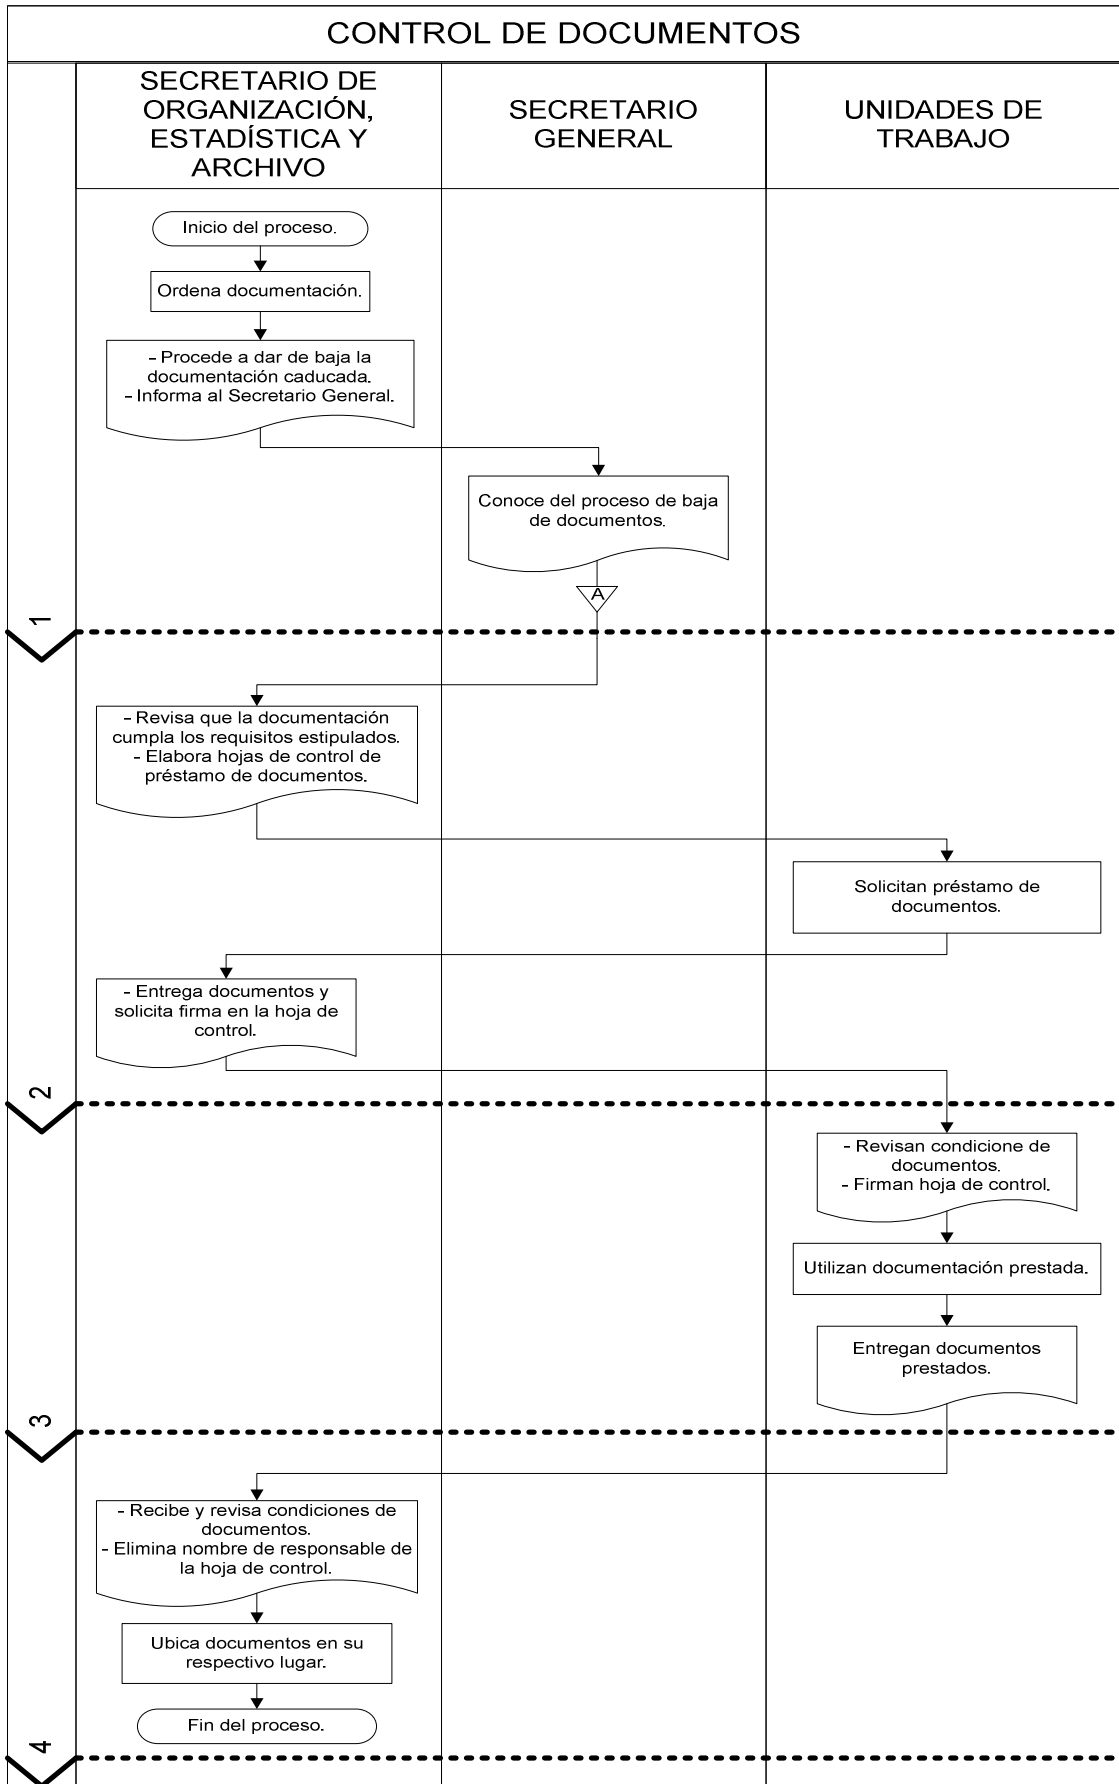 CONTROL DE DOCUMENTOS
SECRETARIO DE
ORGANIZACIÓN,
ESTADÍSTICA Y
ARCHIVO
SECRETARIO
GENERAL
UNIDADES DE
TRABAJO
Inicio del proceso.
Ordena documentación.
- Procede a dar de baja la
documentación caducada.
- Informa al Secretario General.
Conoce del proceso de baja
de documentos.
A
1
- Revisa que la documentación
cumpla los requisitos estipulados.
- Elabora hojas de control de
préstamo de documentos.
Solicitan préstamo de
documentos.
- Entrega documentos y
solicita firma en la hoja de
control.
2
- Revisan condicione de
documentos.
- Firman hoja de control.
Utilizan documentación prestada.
Entregan documentos
prestados.
3
- Recibe y revisa condiciones de
documentos.
- Elimina nombre de responsable de
la hoja de control.
Ubica documentos en su
respectivo lugar.
Fin del proceso.
4